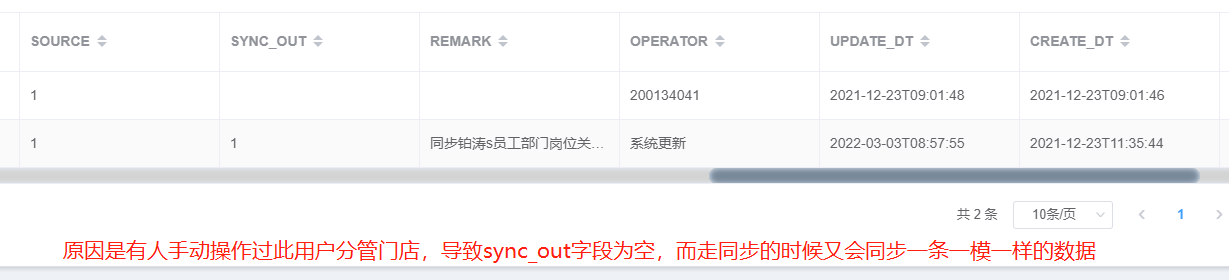 SOURCE SYNC_OUT REMARK OPERATOR UPDATE_DT CREATE_DT
1 200134041 2021-12-23T09:01:48 2021-12-23T09:01:46
1 1 同步铂涛s员工部门岗位关... 系统更新 2022-03-03T08:57:55 2021-12-23T11:35:44
共 2 条 10条/页 1
原因是有人手动操作过此用户分管门店，导致sync_out字段为空，而走同步的时候又会同步一条一模一样的数据